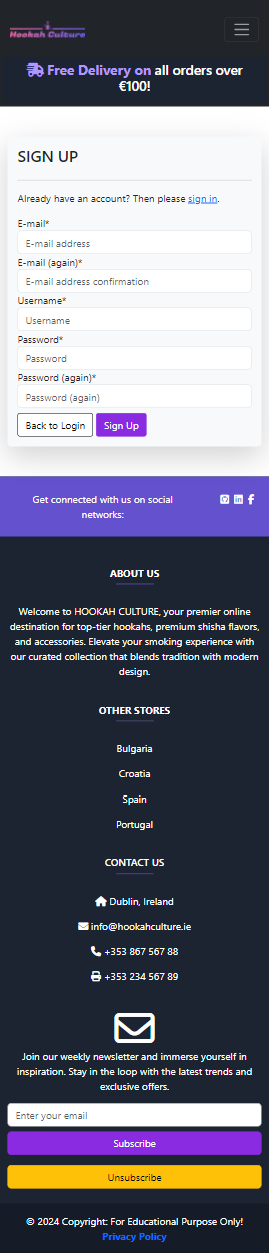 Hookah Culture
Free Delivery on all orders over
€100!
SIGN UP
Already have an account? Then please sign in.
E-mail*
E-mail address
E-mail (again)*
E-mail address confirmation
Username*
Username
Password*
Password
Password (again)*
Password (again)
Back to Login Sign Up
Get connected with us on social
networks:
ABOUT US
Welcome to HOOKAH CULTURE, your premier online
destination for top-tier hookahs, premium shisha flavors,
and accessories. Elevate your smoking experience with
our curated collection that blends tradition with modern
design.
OTHER STORES
Bulgaria
Croatia
Spain
Portugal
CONTACT US
Dublin, Ireland
info@hookahculture.ie
+353 867 567 88
+353 234 567 89
Join our weekly newsletter and immerse yourself in
inspiration. Stay in the loop with the latest trends and
exclusive offers.
Enter your email
Subscribe
Unsubscribe
© 2024 Copyright: For Educational Purpose Only!
Privacy Policy